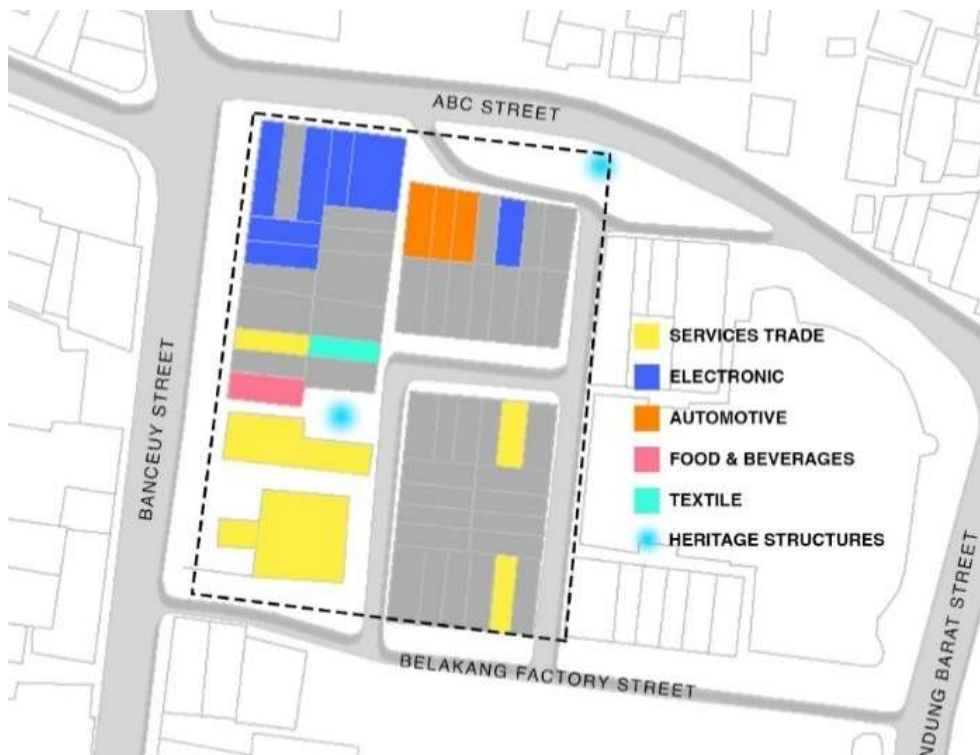 ABC STREET
BANCEUY STREET
SERVICES TRADE
ELECTRONIC
AUTOMOTIVE
FOOD & BEVERAGES
TEXTILE
HERITAGE STRUCTURES
BELAKANG FACTORY STREET
NDUNG BARAT STREET